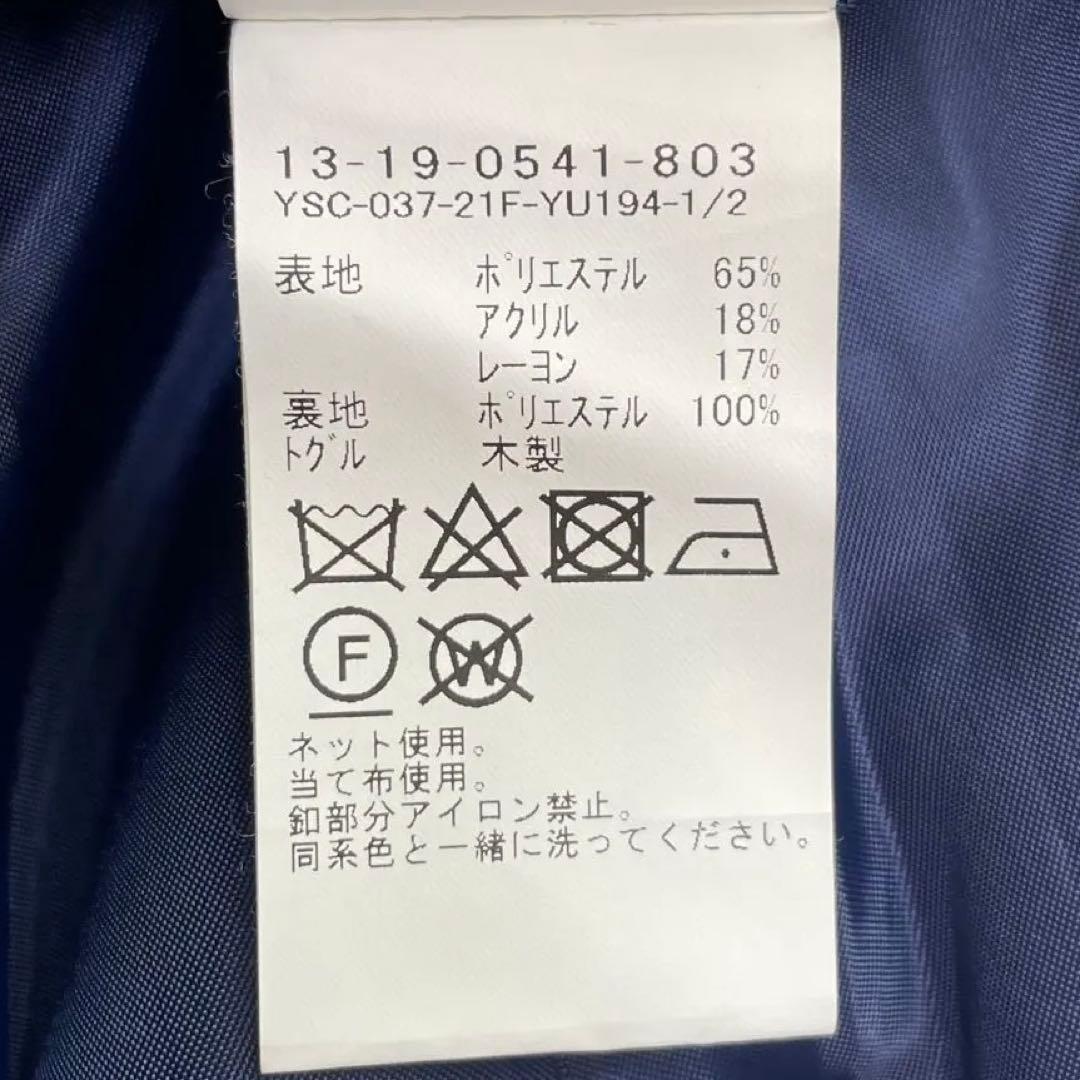 13-19-0541-803
YSC-037-21F-YU194-1/2
表地 ポリエステル 65%
アクリル 18%
レーヨン 17%
裏地 ポリエステル 100%
トグル 木製
F W
ネット使用。
当て布使用。
釦部分アイロン禁止。
同系色と一緒に洗ってください。